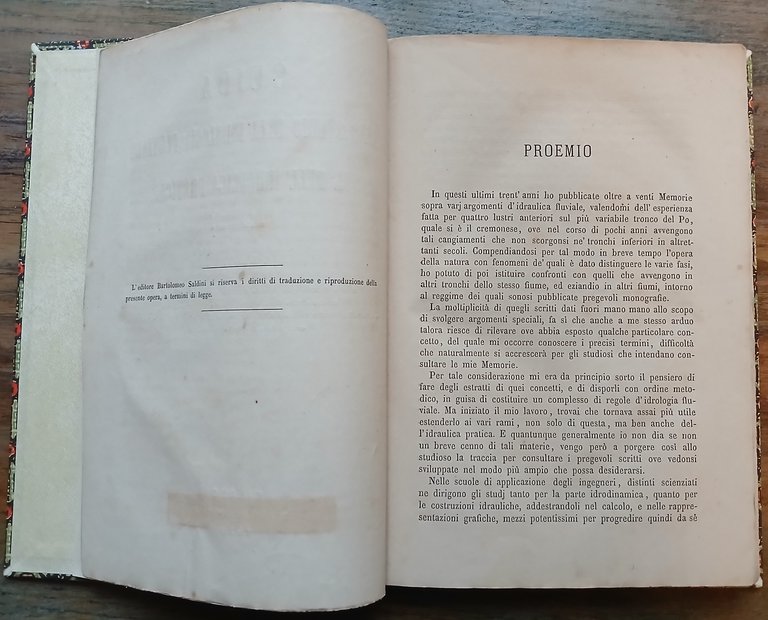 L'editore Bartolomeo Saldini si riserva i diritti di traduzione e riproduzione della
presente opera, a termini di legge.
PROEMIO
In questi ultimi trent'anni ho pubblicate oltre a venti Memorie
sopra varj argomenti d'idraulica fluviale, valendomi dell'esperienza
fatta per quattro lustri anteriori sul più variabile tronco del Po,
quale si è il cremonese, ove nel corso di pochi anni avvengono
tali cangiamenti che non scorgonsi ne' tronchi inferiori in altret-
tanti secoli. Compendiandosi per tal modo in breve tempo l'opera
della natura con fenomeni de' quali è dato distinguere le varie fasi,
ho potuto di poi istituire confronti con quelli che avvengono in
altri tronchi dello stesso fiume, ed eziandio in altri fiumi, intorno
al reggime dei quali sonosi pubblicate pregevoli monografie.
La moltiplicità di quegli scritti dati fuori mano mano allo scopo
di svolgere argomenti speciali, fa sì che anche a me stesso arduo
talora riesce di rilevare ove abbia esposto qualche particolare con-
cetto, del quale mi occorre conoscere i precisi termini, difficoltà
che naturalmente si accrescerà per gli studiosi che intendano con-
sultare le mie Memorie.
Per tale considerazione mi era da principio sorto il pensiero di
fare degli estratti di quei concetti, e di disporli con ordine meto-
dico, in guisa da costituire un complesso di regole d'idrologia flu-
viale. Ma iniziato il mio lavoro, trovai che tornava assai più utile
estenderlo ai vari rami, non solo di questa, ma ben anche del-
l'idraulica pratica. E quantunque generalmente io non dia se non
un breve cenno di tali materie, vengo però a porgere così allo
studioso la traccia per consultare i pregevoli scritti ove vedonsi
sviluppate nel modo più ampio che possa desiderarsi.
Nelle scuole di applicazione degli ingegneri, distinti scienziati
ne dirigono gli studj tanto per la parte idrodinamica, quanto per
le costruzioni idrauliche, addestrandoli nel calcolo, e nelle rappre-
sentazioni grafiche, mezzi potentissimi per progredire quindi da sè